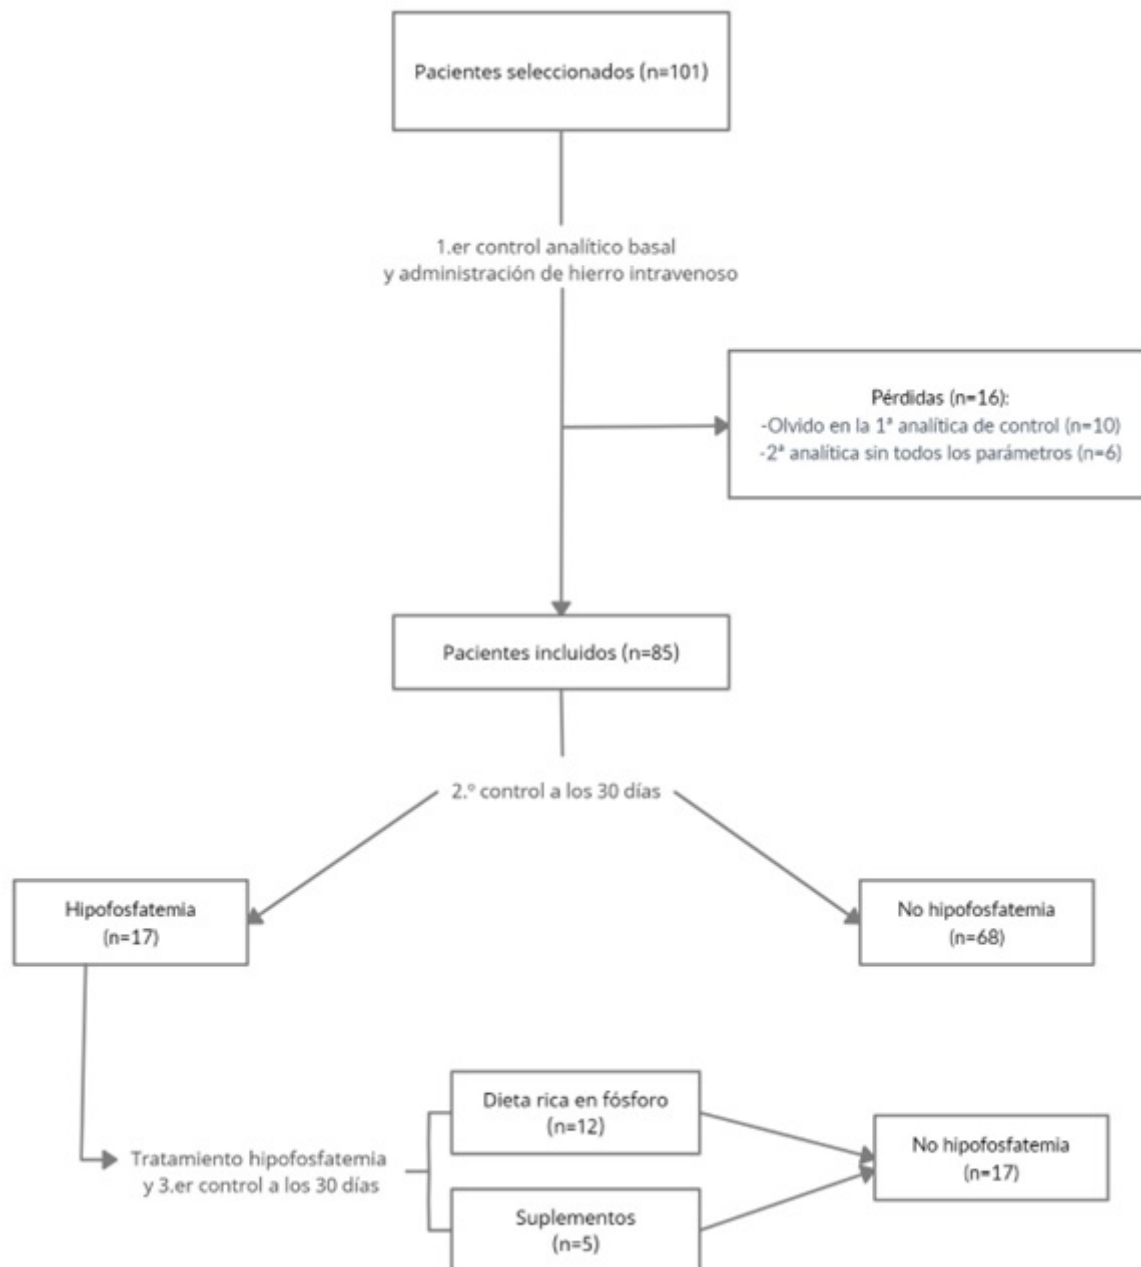 Pacientes seleccionados (n=101)
1.er control analítico basal
y administración de hierro intravenoso
Pérdidas (n=16):
-Olvido en la 1ª analítica de control (n=10)
-2ª analítica sin todos los parámetros (n=6)
Pacientes incluidos (n=85)
2.º control a los 30 días
Hipofosfatemia
(n=17)
No hipofosfatemia
(n=68)
Dieta rica en fósforo
(n=12)
Tratamiento hipofosfatemia
y 3.er control a los 30 días
No hipofosfatemia
(n=17)
Suplementos
(n=5)